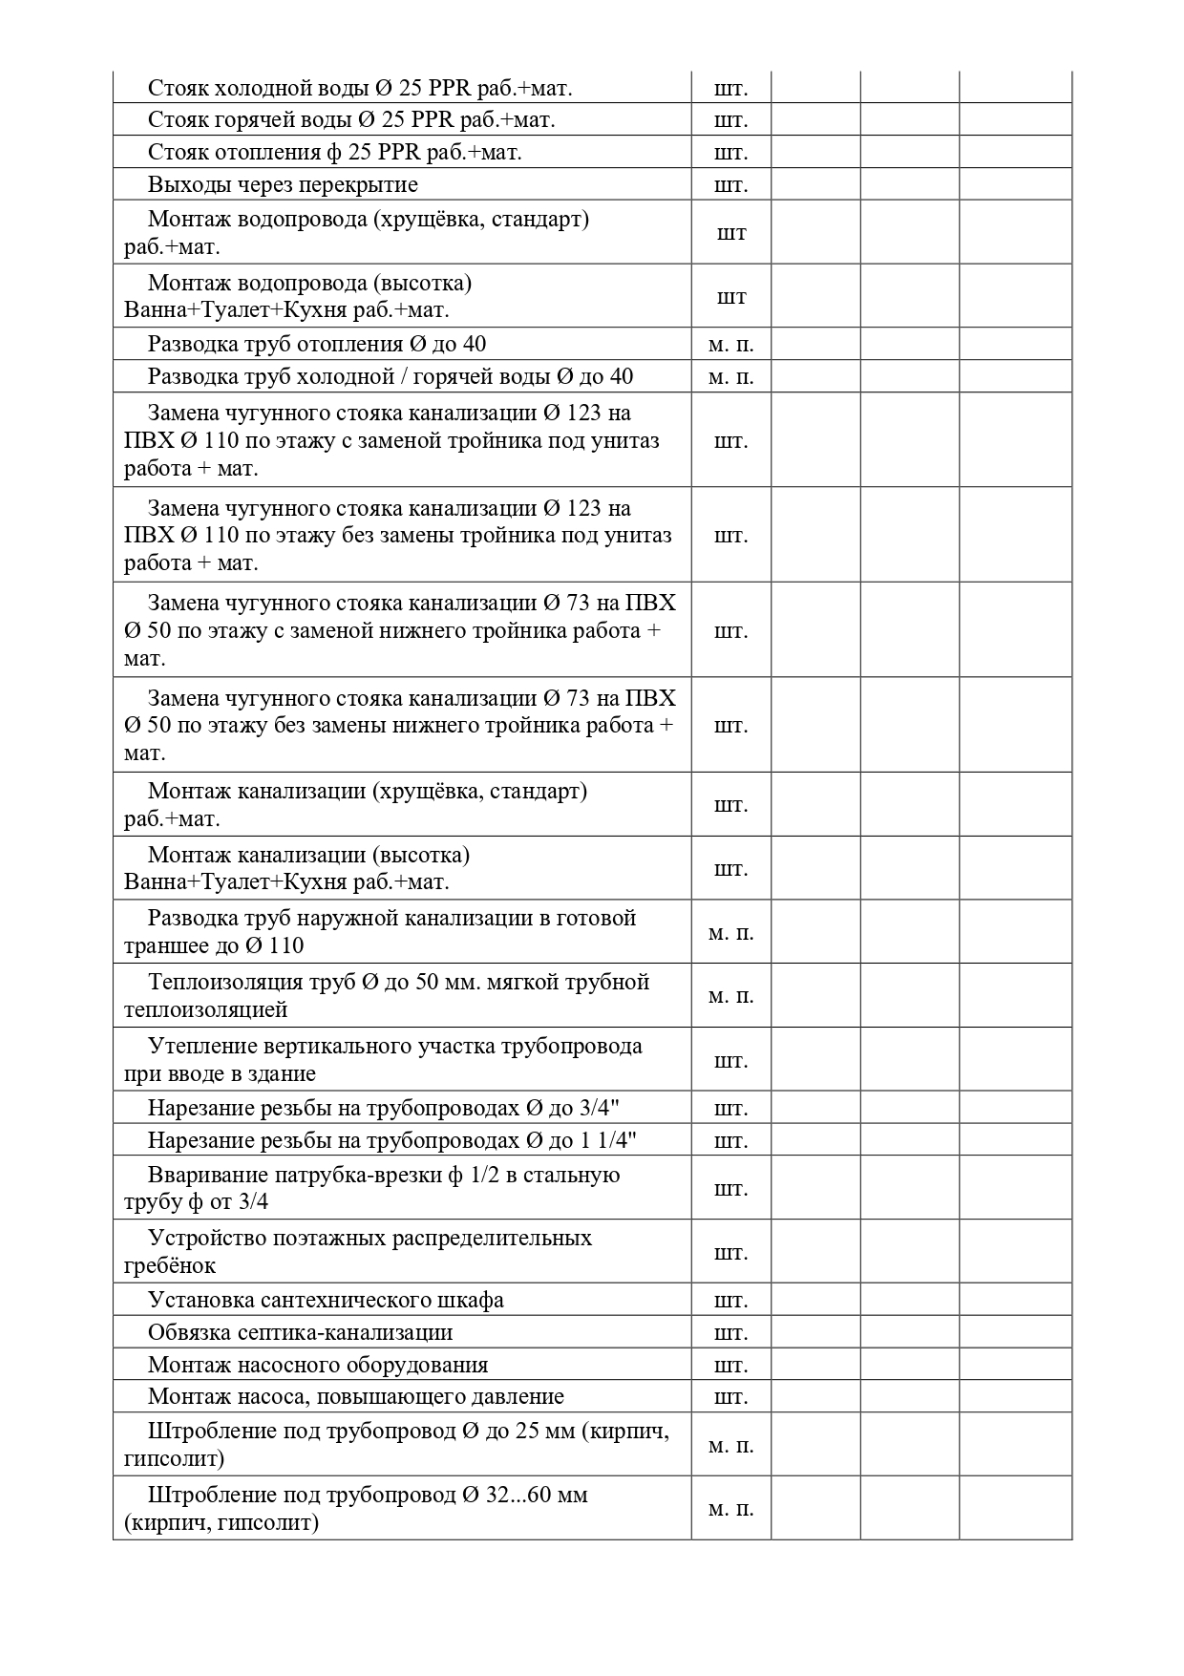 Стояк холодной воды Ø 25 PPR раб.+мат. шт.
Стояк горячей воды Ø 25 PPR раб.+мат. шт.
Стояк отопления ф 25 PPR раб.+мат. шт.
Выходы через перекрытие шт.
Монтаж водопровода (хрущёвка, стандарт)
раб.+мат. шт
Монтаж водопровода (высотка)
Ванна+Туалет+Кухня раб.+мат. шт
Разводка труб отопления Ø до 40 м. п.
Разводка труб холодной / горячей воды Ø до 40 м. п.
Замена чугунного стояка канализации Ø 123 на
ПВХ Ø 110 по этажу с заменой тройника под унитаз шт.
работа + мат.
Замена чугунного стояка канализации Ø 123 на
ПВХ Ø 110 по этажу без замены тройника под унитаз шт.
работа + мат.
Замена чугунного стояка канализации Ø 73 на ПВХ
Ø 50 по этажу с заменой нижнего тройника работа + шт.
мат.
Замена чугунного стояка канализации Ø 73 на ПВХ
Ø 50 по этажу без замены нижнего тройника работа + шт.
мат.
Монтаж канализации (хрущёвка, стандарт)
раб.+мат. шт.
Монтаж канализации (высотка)
Ванна+Туалет+Кухня раб.+мат. шт.
Разводка труб наружной канализации в готовой
траншее до Ø 110 м. п.
Теплоизоляция труб Ø до 50 мм. мягкой трубной
теплоизоляцией м. п.
Утепление вертикального участка трубопровода
при вводе в здание шт.
Нарезание резьбы на трубопроводах Ø до 3/4" шт.
Нарезание резьбы на трубопроводах Ø до 1 1/4" шт.
Вваривание патрубка-врезки ф 1/2 в стальную
трубу ф от 3/4 шт.
Устройство поэтажных распределительных
гребёнок шт.
Установка сантехнического шкафа шт.
Обвязка септика-канализации шт.
Монтаж насосного оборудования шт.
Монтаж насоса, повышающего давление шт.
Штробление под трубопровод Ø до 25 мм (кирпич,
гипсолит) м. п.
Штробление под трубопровод Ø 32...60 мм
(кирпич, гипсолит) м. п.